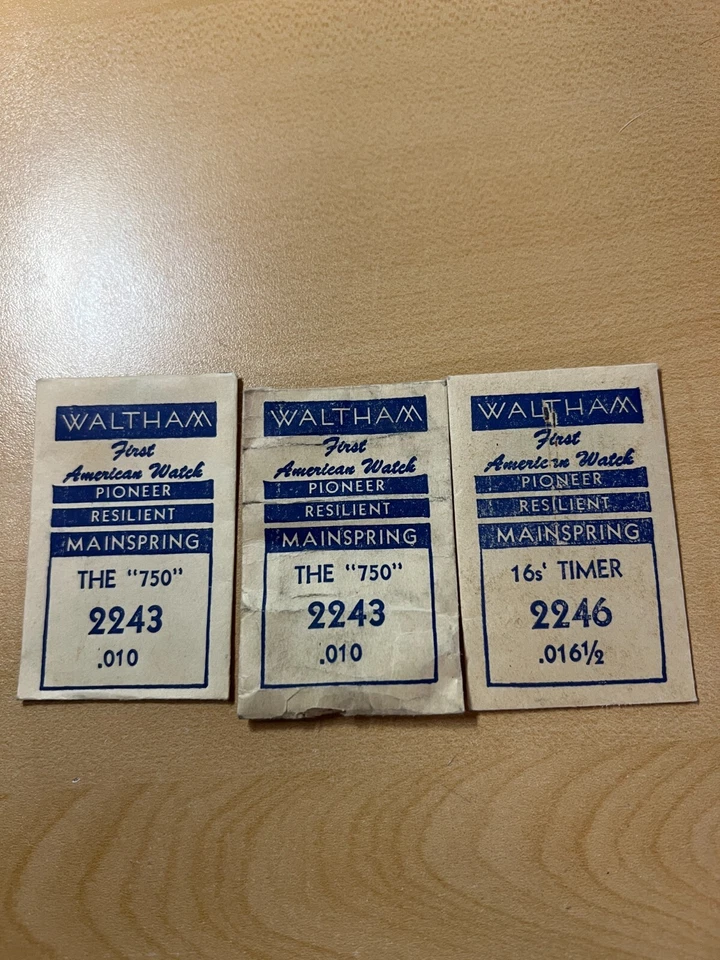 WALTHAM
First
American Watch
PIONEER
RESILIENT
MAINSPRING
THE "750"
2243
.010
WALTHAM
First
American Watch
PIONEER
RESILIENT
MAINSPRING
THE "750"
2243
.010
WALTHAM
First
American Watch
PIONEER
RESILIENT
MAINSPRING
16s' TIMER
2246
.016½